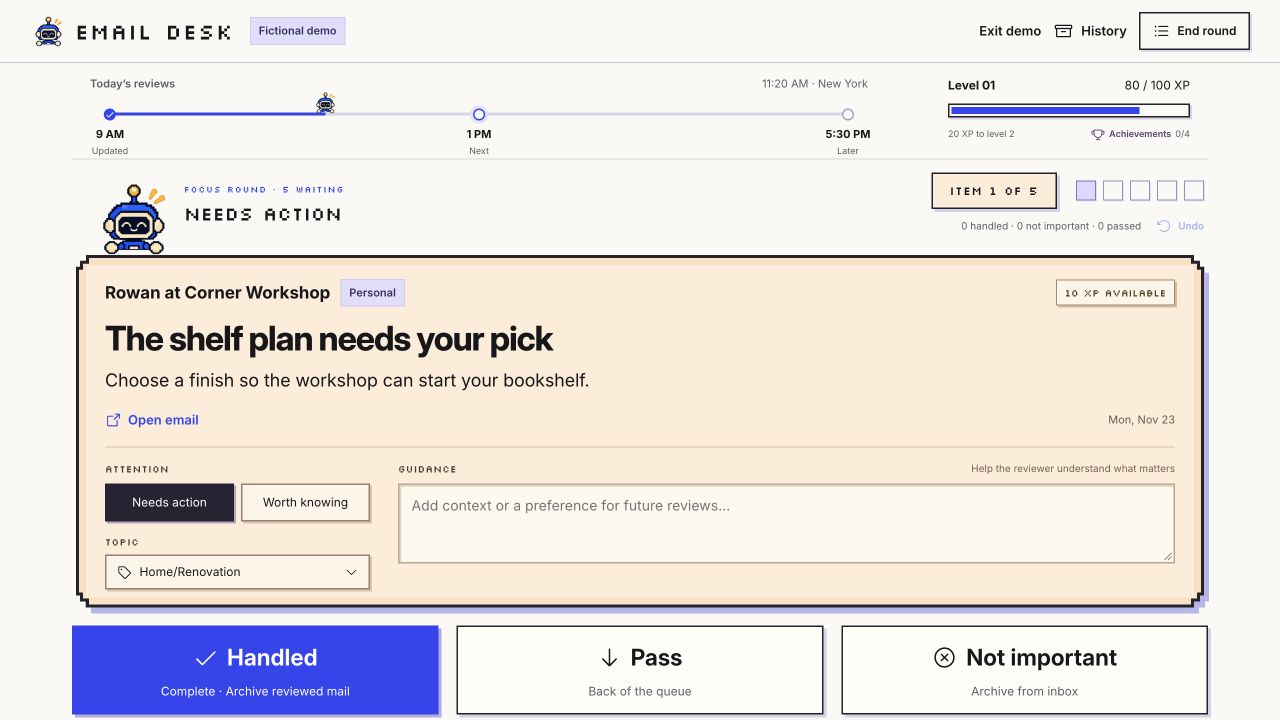 EMAIL DESK
Fictional demo
Exit demo
History
End round
Today's reviews
11:20 AM · New York
9 AM
Updated
1 PM
Next
5:30 PM
Later
Level 01
80 / 100 XP
20 XP to level 2
Achievements 0/4
FOCUS ROUND · 5 WAITING
NEEDS ACTION
ITEM 1 OF 5
0 handled · 0 not important · 0 passed
Undo
Rowan at Corner Workshop
Personal
10 XP AVAILABLE
The shelf plan needs your pick
Choose a finish so the workshop can start your bookshelf.
Open email
Mon, Nov 23
ATTENTION
Needs action
Worth knowing
TOPIC
Home/Renovation
GUIDANCE
Help the reviewer understand what matters
Add context or a preference for future reviews...
Handled
Complete · Archive reviewed mail
Pass
Back of the queue
Not important
Archive from inbox